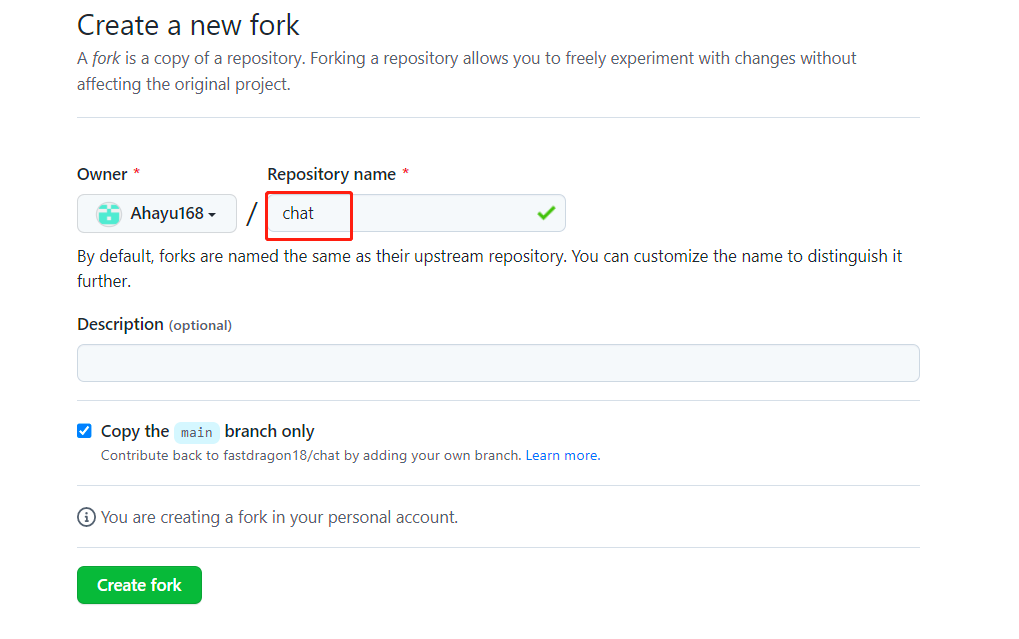 Create a new fork
A fork is a copy of a repository. Forking a repository allows you to freely experiment with changes without
affecting the original project.
Owner * Repository name *
Ahayu168 / chat
By default, forks are named the same as their upstream repository. You can customize the name to distinguish it
further.
Description (optional)
Copy the main branch only
Contribute back to fastdragon18/chat by adding your own branch. Learn more.
You are creating a fork in your personal account.
Create fork